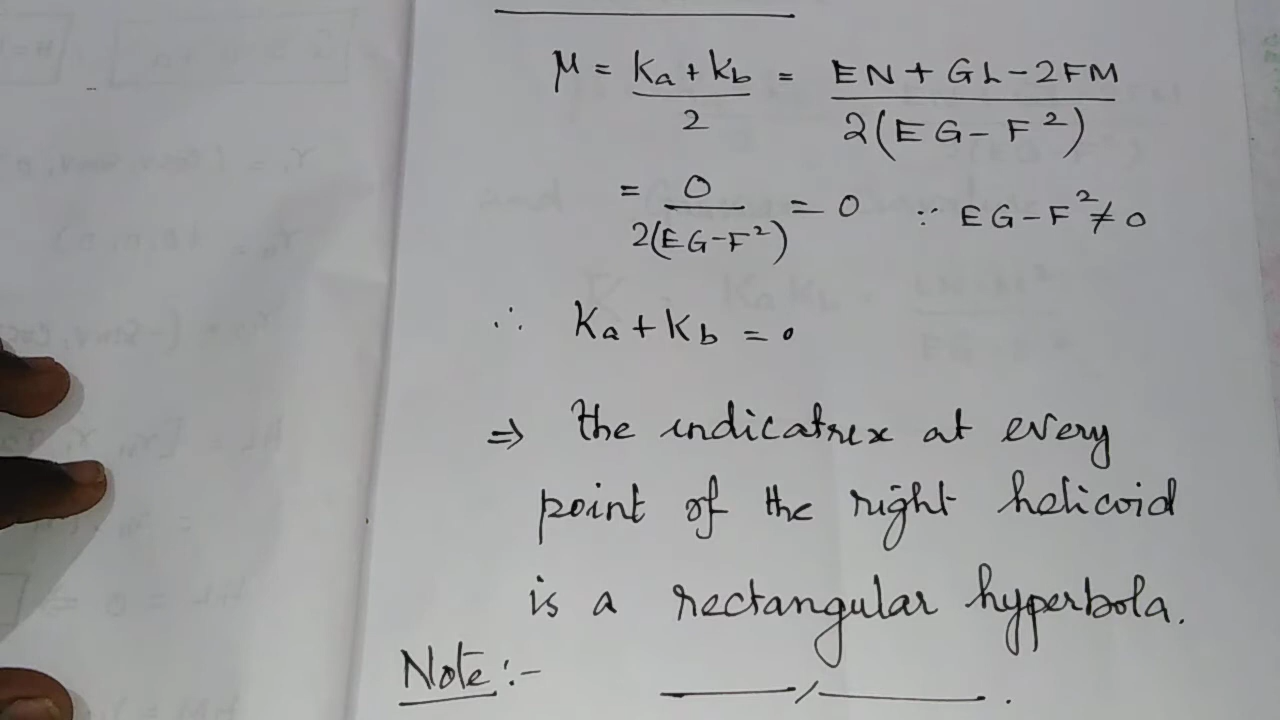 μ = Ka + Kb / 2 = EN + GL - 2FM / 2(EG - F²)
= 0 / 2(EG - F²) = 0 ∵ EG - F² ≠ 0
∴ Ka + Kb = 0
⇒ the indicatrix at every
point of the right helicoid
is a rectangular hyperbola.
Note :-